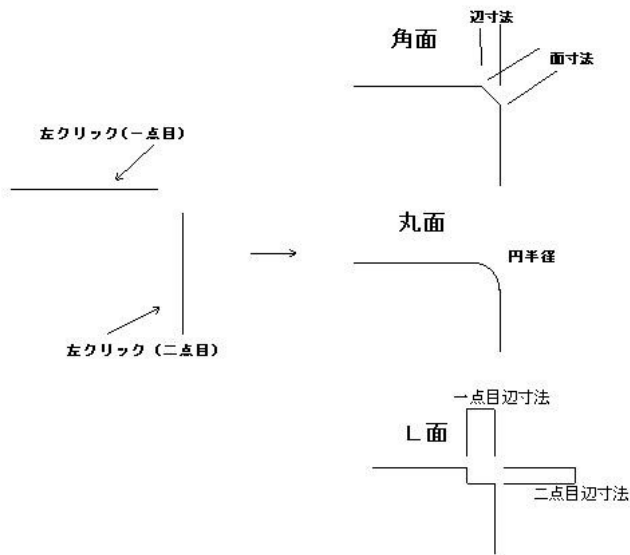 辺寸法
角面
面寸法
左クリック(一点目)
丸面
円半径
左クリック(二点目)
一点目辺寸法
L面
二点目辺寸法